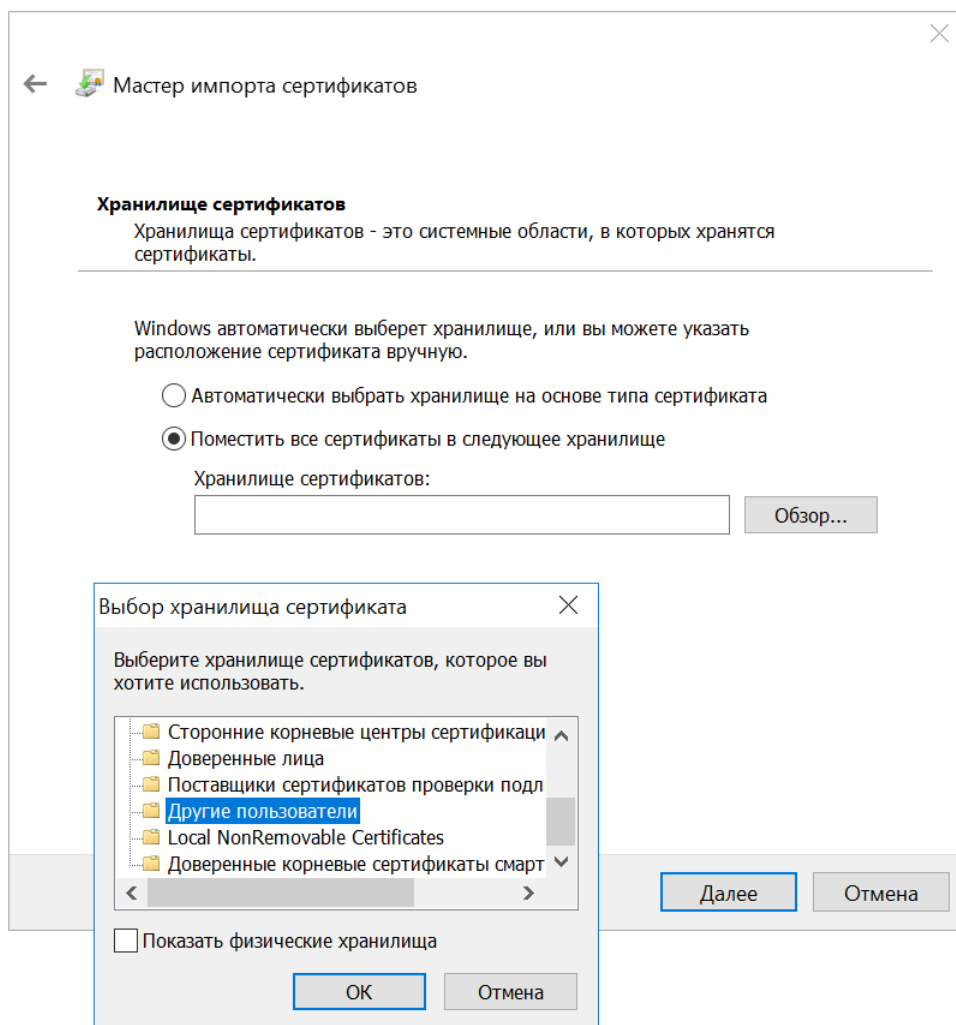 Мастер импорта сертификатов
Хранилище сертификатов
Хранилища сертификатов - это системные области, в которых хранятся
сертификаты.
Windows автоматически выберет хранилище, или вы можете указать
расположение сертификата вручную.
Автоматически выбрать хранилище на основе типа сертификата
Поместить все сертификаты в следующее хранилище
Хранилище сертификатов:
Обзор...
Выбор хранилища сертификата
Выберите хранилище сертификатов, которое вы
хотите использовать.
Сторонние корневые центры сертификаци
Доверенные лица
Поставщики сертификатов проверки подл
Другие пользователи
Local NonRemovable Certificates
Доверенные корневые сертификаты смарт
Показать физические хранилища
ОК
Отмена
Далее
Отмена